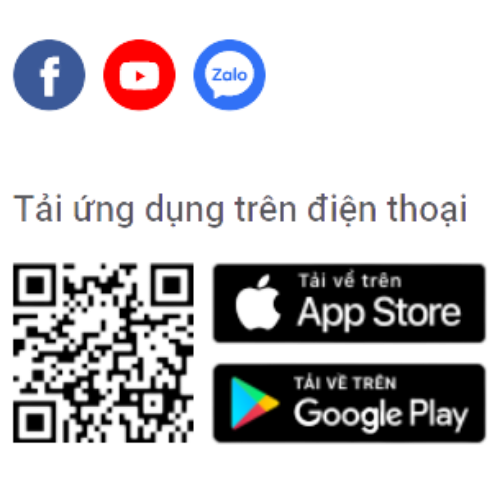 Zalo
Tải ứng dụng trên điện thoại
Tải về trên
App Store
TẢI VỀ TRÊN
Google Play